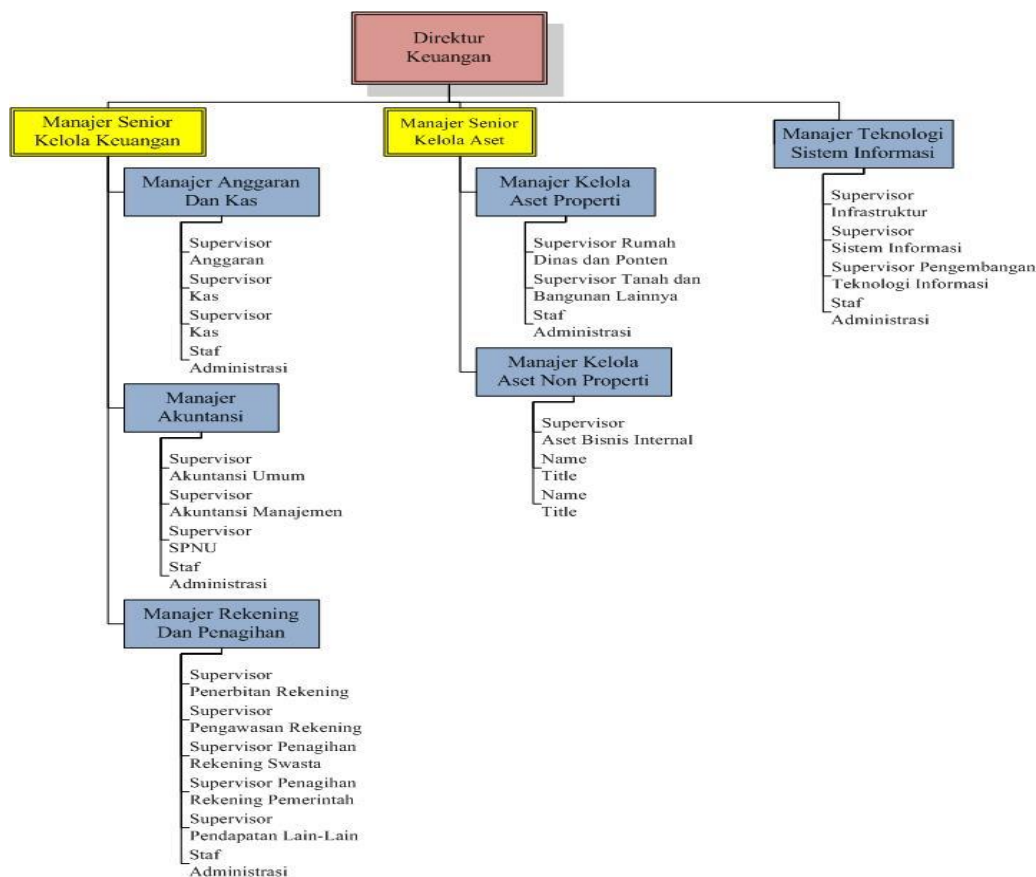 Direktur
Keuangan
Manajer Senior
Kelola Keuangan
Manajer Anggaran
Dan Kas
Supervisor
Anggaran
Supervisor
Kas
Supervisor
Kas
Staf
Administrasi
Manajer
Akuntansi
Supervisor
Akuntansi Umum
Supervisor
Akuntansi Manajemen
Supervisor
SPNU
Staf
Administrasi
Manajer Rekening
Dan Penagihan
Supervisor
Penerbitan Rekening
Supervisor
Pengawasan Rekening
Supervisor Penagihan
Rekening Swasta
Supervisor Penagihan
Rekening Pemerintah
Supervisor
Pendapatan Lain-Lain
Staf
Administrasi
Manajer Senior
Kelola Aset
Manajer Kelola
Aset Properti
Supervisor Rumah
Dinas dan Ponten
Supervisor Tanah dan
Bangunan Lainnya
Staf
Administrasi
Manajer Kelola
Aset Non Properti
Supervisor
Aset Bisnis Internal
Name
Title
Name
Title
Manajer Teknologi
Sistem Informasi
Supervisor
Infrastruktur
Supervisor
Sistem Informasi
Supervisor Pengembangan
Teknologi Informasi
Staf
Administrasi